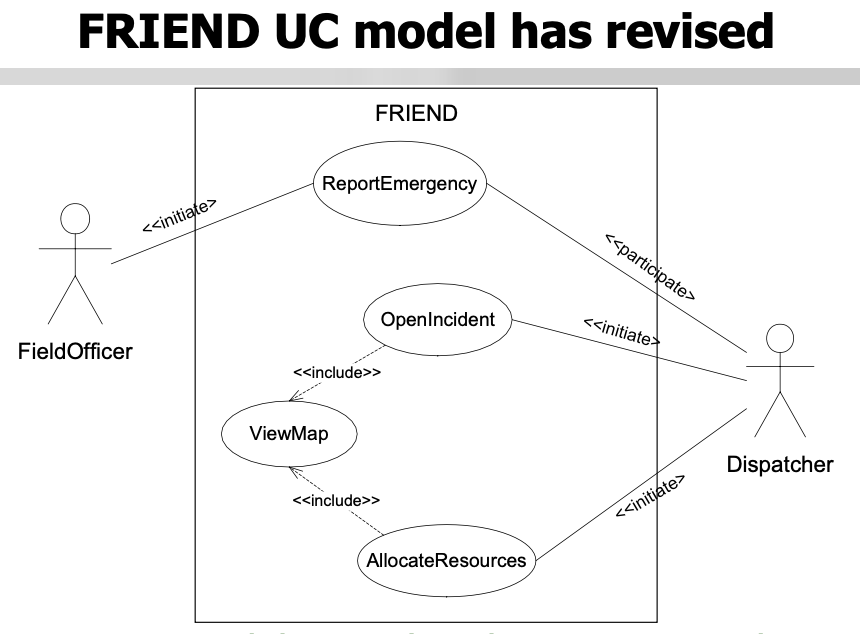 FRIEND UC model has revised
FRIEND
ReportEmergency
<<initiate>
<<participate>
OpenIncident
<<initiate>
FieldOfficer
<<include>>
ViewMap
Dispatcher
<<include>>
<<initiate>
AllocateResources